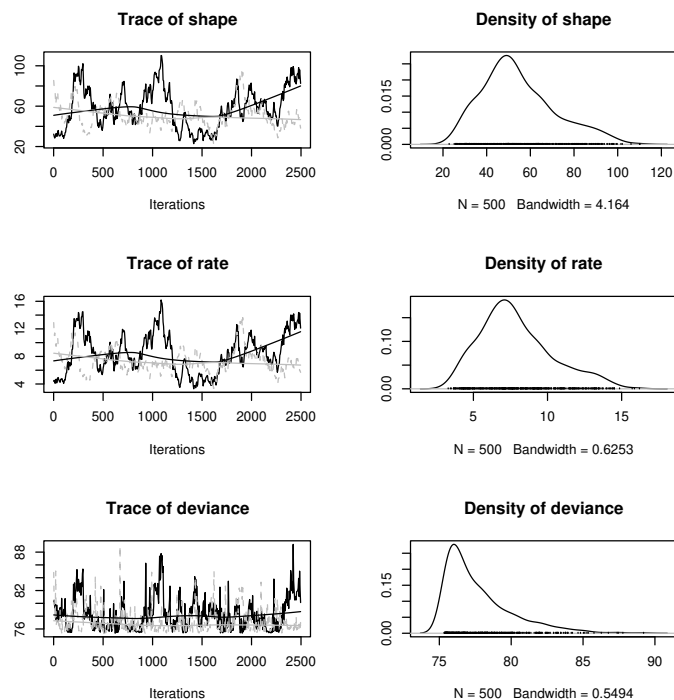 Trace of shape
100
60
20
0 500 1000 1500 2000 2500
Iterations
Density of shape
0.015
0.000
20 40 60 80 100 120
N = 500 Bandwidth = 4.164
Trace of rate
16
12
8
4
0 500 1000 1500 2000 2500
Iterations
Density of rate
0.10
0.00
5 10 15
N = 500 Bandwidth = 0.6253
Trace of deviance
88
82
76
0 500 1000 1500 2000 2500
Iterations
Density of deviance
0.15
0.00
75 80 85 90
N = 500 Bandwidth = 0.5494